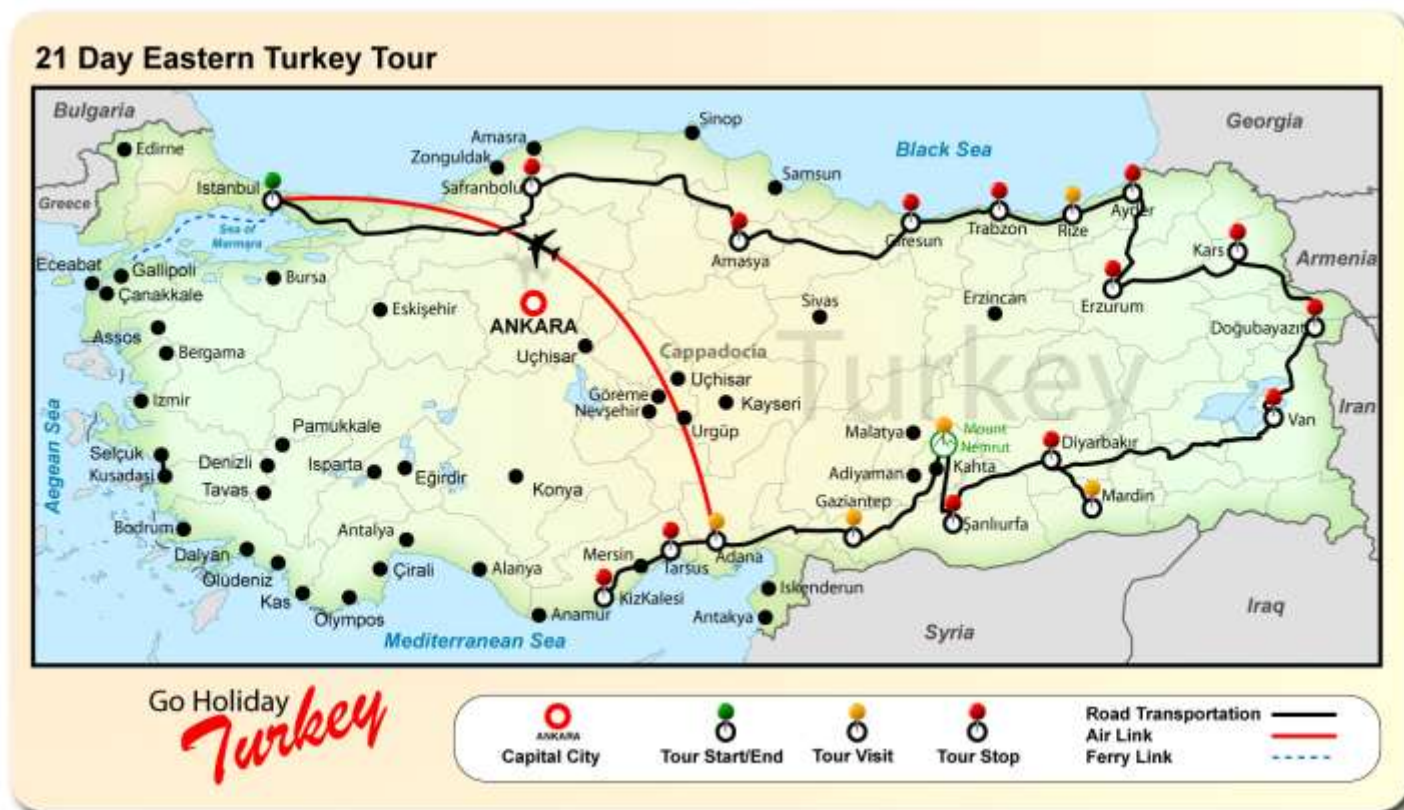 21 Day Eastern Turkey Tour
Bulgaria
Edirne
Greece
Istanbul
Sea of
Marmara
Zonguldak
Amasra
Safranbolu
Sinop
Samsun
Black Sea
Georgia
Armenia
Iran
Iraq
Syria
Amasya
Giresun
Trabzon
Rize
Ayder
Kars
Erzurum
Erzincan
Doğubayazıt
Eceabat
Gallipoli
Çanakkale
Bursa
Eskişehir
ANKARA
Sivas
Turkey
Assos
Bergama
Uçhisar
Cappadocia
Uçhisar
Göreme
Nevşehir
Kayseri
Urgüp
Izmir
Aegean Sea
Pamukkale
Selçuk
Kusadası
Denizli
Tavas
Isparta
Eğirdir
Konya
Malatya
Mount
Nemrut
Diyarbakır
Van
Adiyaman
Kahta
Gaziantep
Şanlıurfa
Mardin
Bodrum
Dalyan
Oludeniz
Kas
Olympos
Antalya
Çirali
Alanya
Anamur
Mersin
Tarsus
Adana
KizKalesi
Iskenderun
Antakya
Mediterranean Sea
Go Holiday
Turkey
ANKARA
Capital City
Tour Start/End
Tour Visit
Tour Stop
Road Transportation
Air Link
Ferry Link